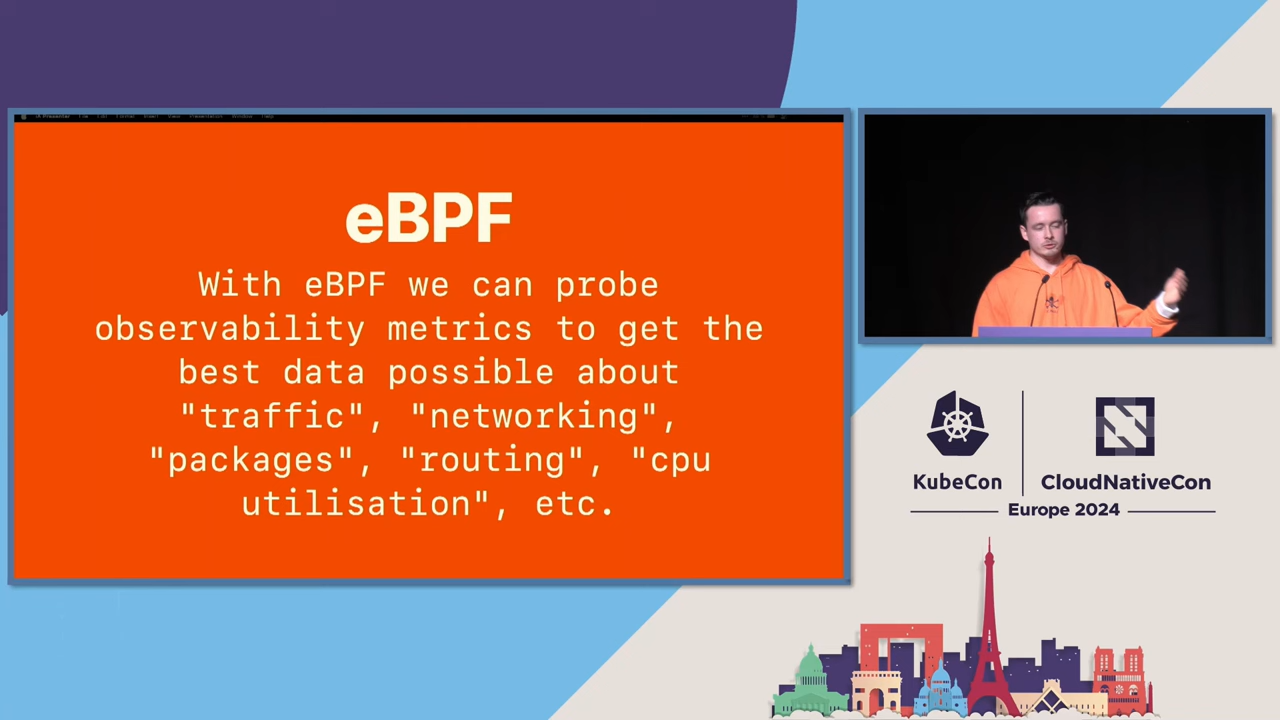 eBPF
With eBPF we can probe
observability metrics to get the
best data possible about
"traffic", "networking",
"packages", "routing", "cpu
utilisation", etc.
KubeCon
CloudNativeCon
Europe 2024